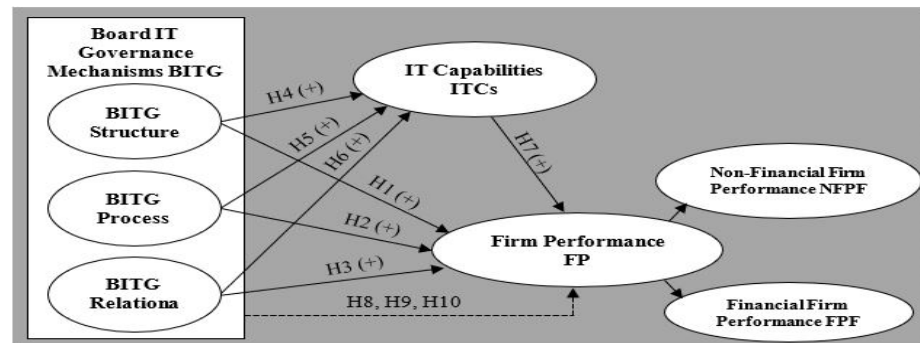 Board IT
Governance
Mechanisms BITG
BITG
Structure
BITG
Process
BITG
Relationa
H4 (+)
H5 (+)
H6 (+)
H1 (+)
H2 (+)
H3 (+)
H8, H9, H10
IT Capabilities
ITCs
H7(+)
Firm Performance
FP
Non-Financial Firm
Performance NFPF
Financial Firm
Performance FPF